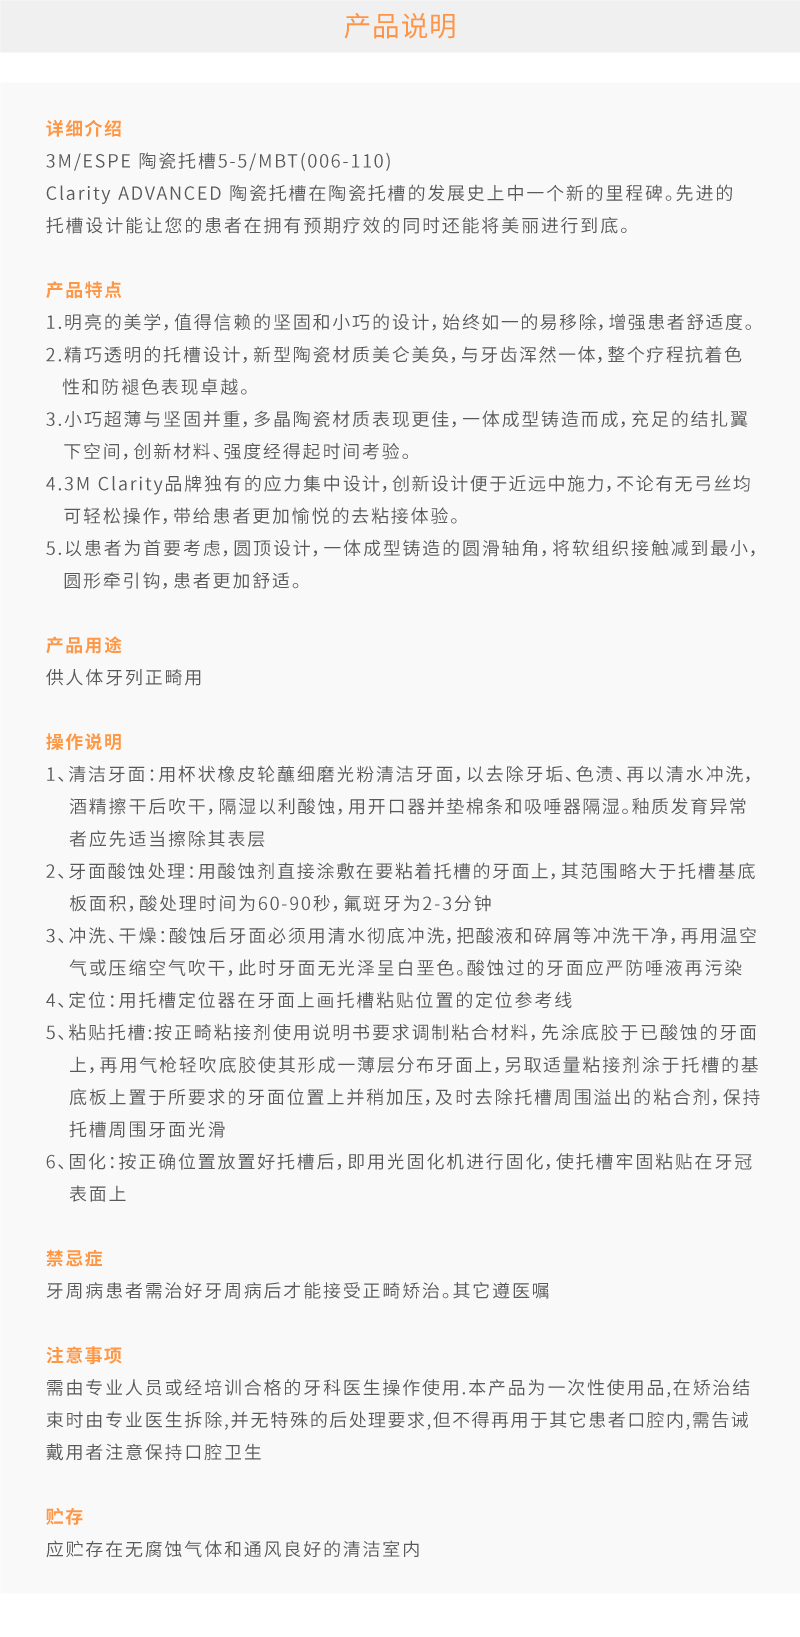 产品说明
详细介绍
3M/ESPE 陶瓷托槽5-5/MBT(006-110)
Clarity ADVANCED 陶瓷托槽在陶瓷托槽的发展史上中一个新的里程碑。先进的
托槽设计能让您的患者在拥有预期疗效的同时还能将美丽进行到底。
产品特点
1.明亮的美学，值得信赖的坚固和小巧的设计，始终如一的易移除，增强患者舒适度。
2.精巧透明的托槽设计，新型陶瓷材质美仑美奂，与牙齿浑然一体，整个疗程抗着色
性和防褪色表现卓越。
3.小巧超薄与坚固并重，多晶陶瓷材质表现更佳，一体成型铸造而成，充足的结扎翼
下空间，创新材料、强度经得起时间考验。
4.3M Clarity品牌独有的应力集中设计，创新设计便于近远中施力，不论有无弓丝均
可轻松操作，带给患者更加愉悦的去粘接体验。
5.以患者为首要考虑，圆顶设计，一体成型铸造的圆滑轴角，将软组织接触减到最小，
圆形牵引钩，患者更加舒适。
产品用途
供人体牙列正畸用
操作说明
1、清洁牙面：用杯状橡皮轮蘸细磨光粉清洁牙面，以去除牙垢、色渍、再以清水冲洗，
酒精擦干后吹干，隔湿以利酸蚀，用开口器并垫棉条和吸唾器隔湿。釉质发育异常
者应先适当擦除其表层
2、牙面酸蚀处理：用酸蚀剂直接涂敷在要粘着托槽的牙面上，其范围略大于托槽基底
板面积，酸处理时间为60-90秒，氟斑牙为2-3分钟
3、冲洗、干燥：酸蚀后牙面必须用清水彻底冲洗，把酸液和碎屑等冲洗干净，再用温空
气或压缩空气吹干，此时牙面无光泽呈白垩色。酸蚀过的牙面应严防唾液再污染
4、定位：用托槽定位器在牙面上画托槽粘贴位置的定位参考线
5、粘贴托槽:按正畸粘接剂使用说明书要求调制粘合材料，先涂底胶于已酸蚀的牙面
上，再用气枪轻吹底胶使其形成一薄层分布牙面上，另取适量粘接剂涂于托槽的基
底板上置于所要求的牙面位置上并稍加压，及时去除托槽周围溢出的粘合剂，保持
托槽周围牙面光滑
6、固化：按正确位置放置好托槽后，即用光固化机进行固化，使托槽牢固粘贴在牙冠
表面上
禁忌症
牙周病患者需治好牙周病后才能接受正畸矫治。其它遵医嘱
注意事项
需由专业人员或经培训合格的牙科医生操作使用.本产品为一次性使用品,在矫治结
束时由专业医生拆除,并无特殊的后处理要求,但不得再用于其它患者口腔内,需告诫
戴用者注意保持口腔卫生
贮存
应贮存在无腐蚀气体和通风良好的清洁室内